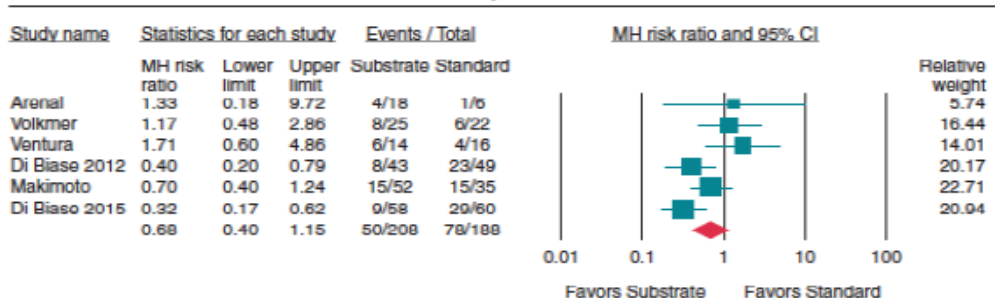 Study name Statistics for each study Events / Total MH risk ratio and 95% CI
MH risk ratio Lower limit Upper limit Substrate Standard Relative weight
Arenal 1.33 0.18 9.72 4/18 1/6 5.74
Volkmer 1.17 0.48 2.86 8/25 6/22 16.44
Ventura 1.71 0.60 4.86 6/14 4/16 14.01
Di Biase 2012 0.40 0.20 0.79 8/43 23/49 20.17
Makimoto 0.70 0.40 1.24 15/52 15/35 22.71
Di Biaso 2015 0.32 0.17 0.62 9/58 29/60 20.94
0.68 0.40 1.15 50/208 78/188
0.01 0.1 1 10 100
Favors Substrate Favors Standard